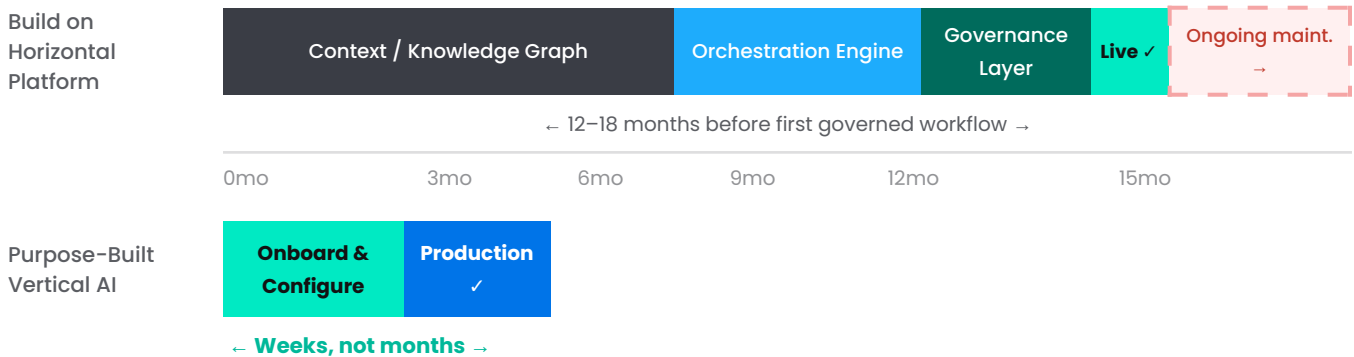 Build on
Horizontal
Platform
Context / Knowledge Graph
Orchestration Engine
Governance
Layer
Live ✓
Ongoing maint.
→
← 12–18 months before first governed workflow →
0mo 3mo 6mo 9mo 12mo 15mo
Purpose-Built
Vertical AI
Onboard &
Configure
Production
✓
← Weeks, not months →